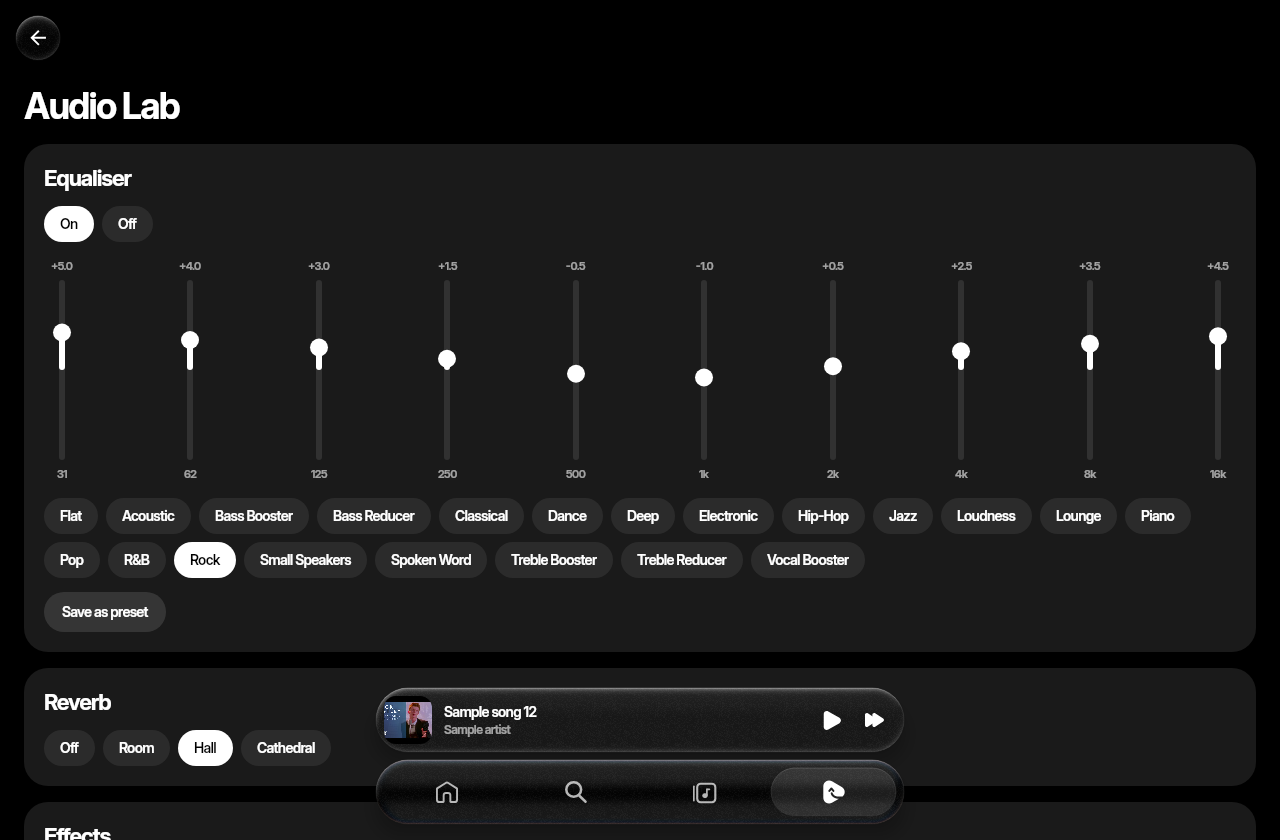 Audio Lab
Equaliser
On Off
+5.0 +4.0 +3.0 +1.5 -0.5 -1.0 +0.5 +2.5 +3.5 +4.5
31 62 125 250 500 1k 2k 4k 8k 16k
Flat Acoustic Bass Booster Bass Reducer Classical Dance Deep Electronic Hip-Hop Jazz Loudness Lounge Piano
Pop R&B Rock Small Speakers Spoken Word Treble Booster Treble Reducer Vocal Booster
Save as preset
Reverb
Off Room Hall Cathedral
Sample song 12
Sample artist
Effects